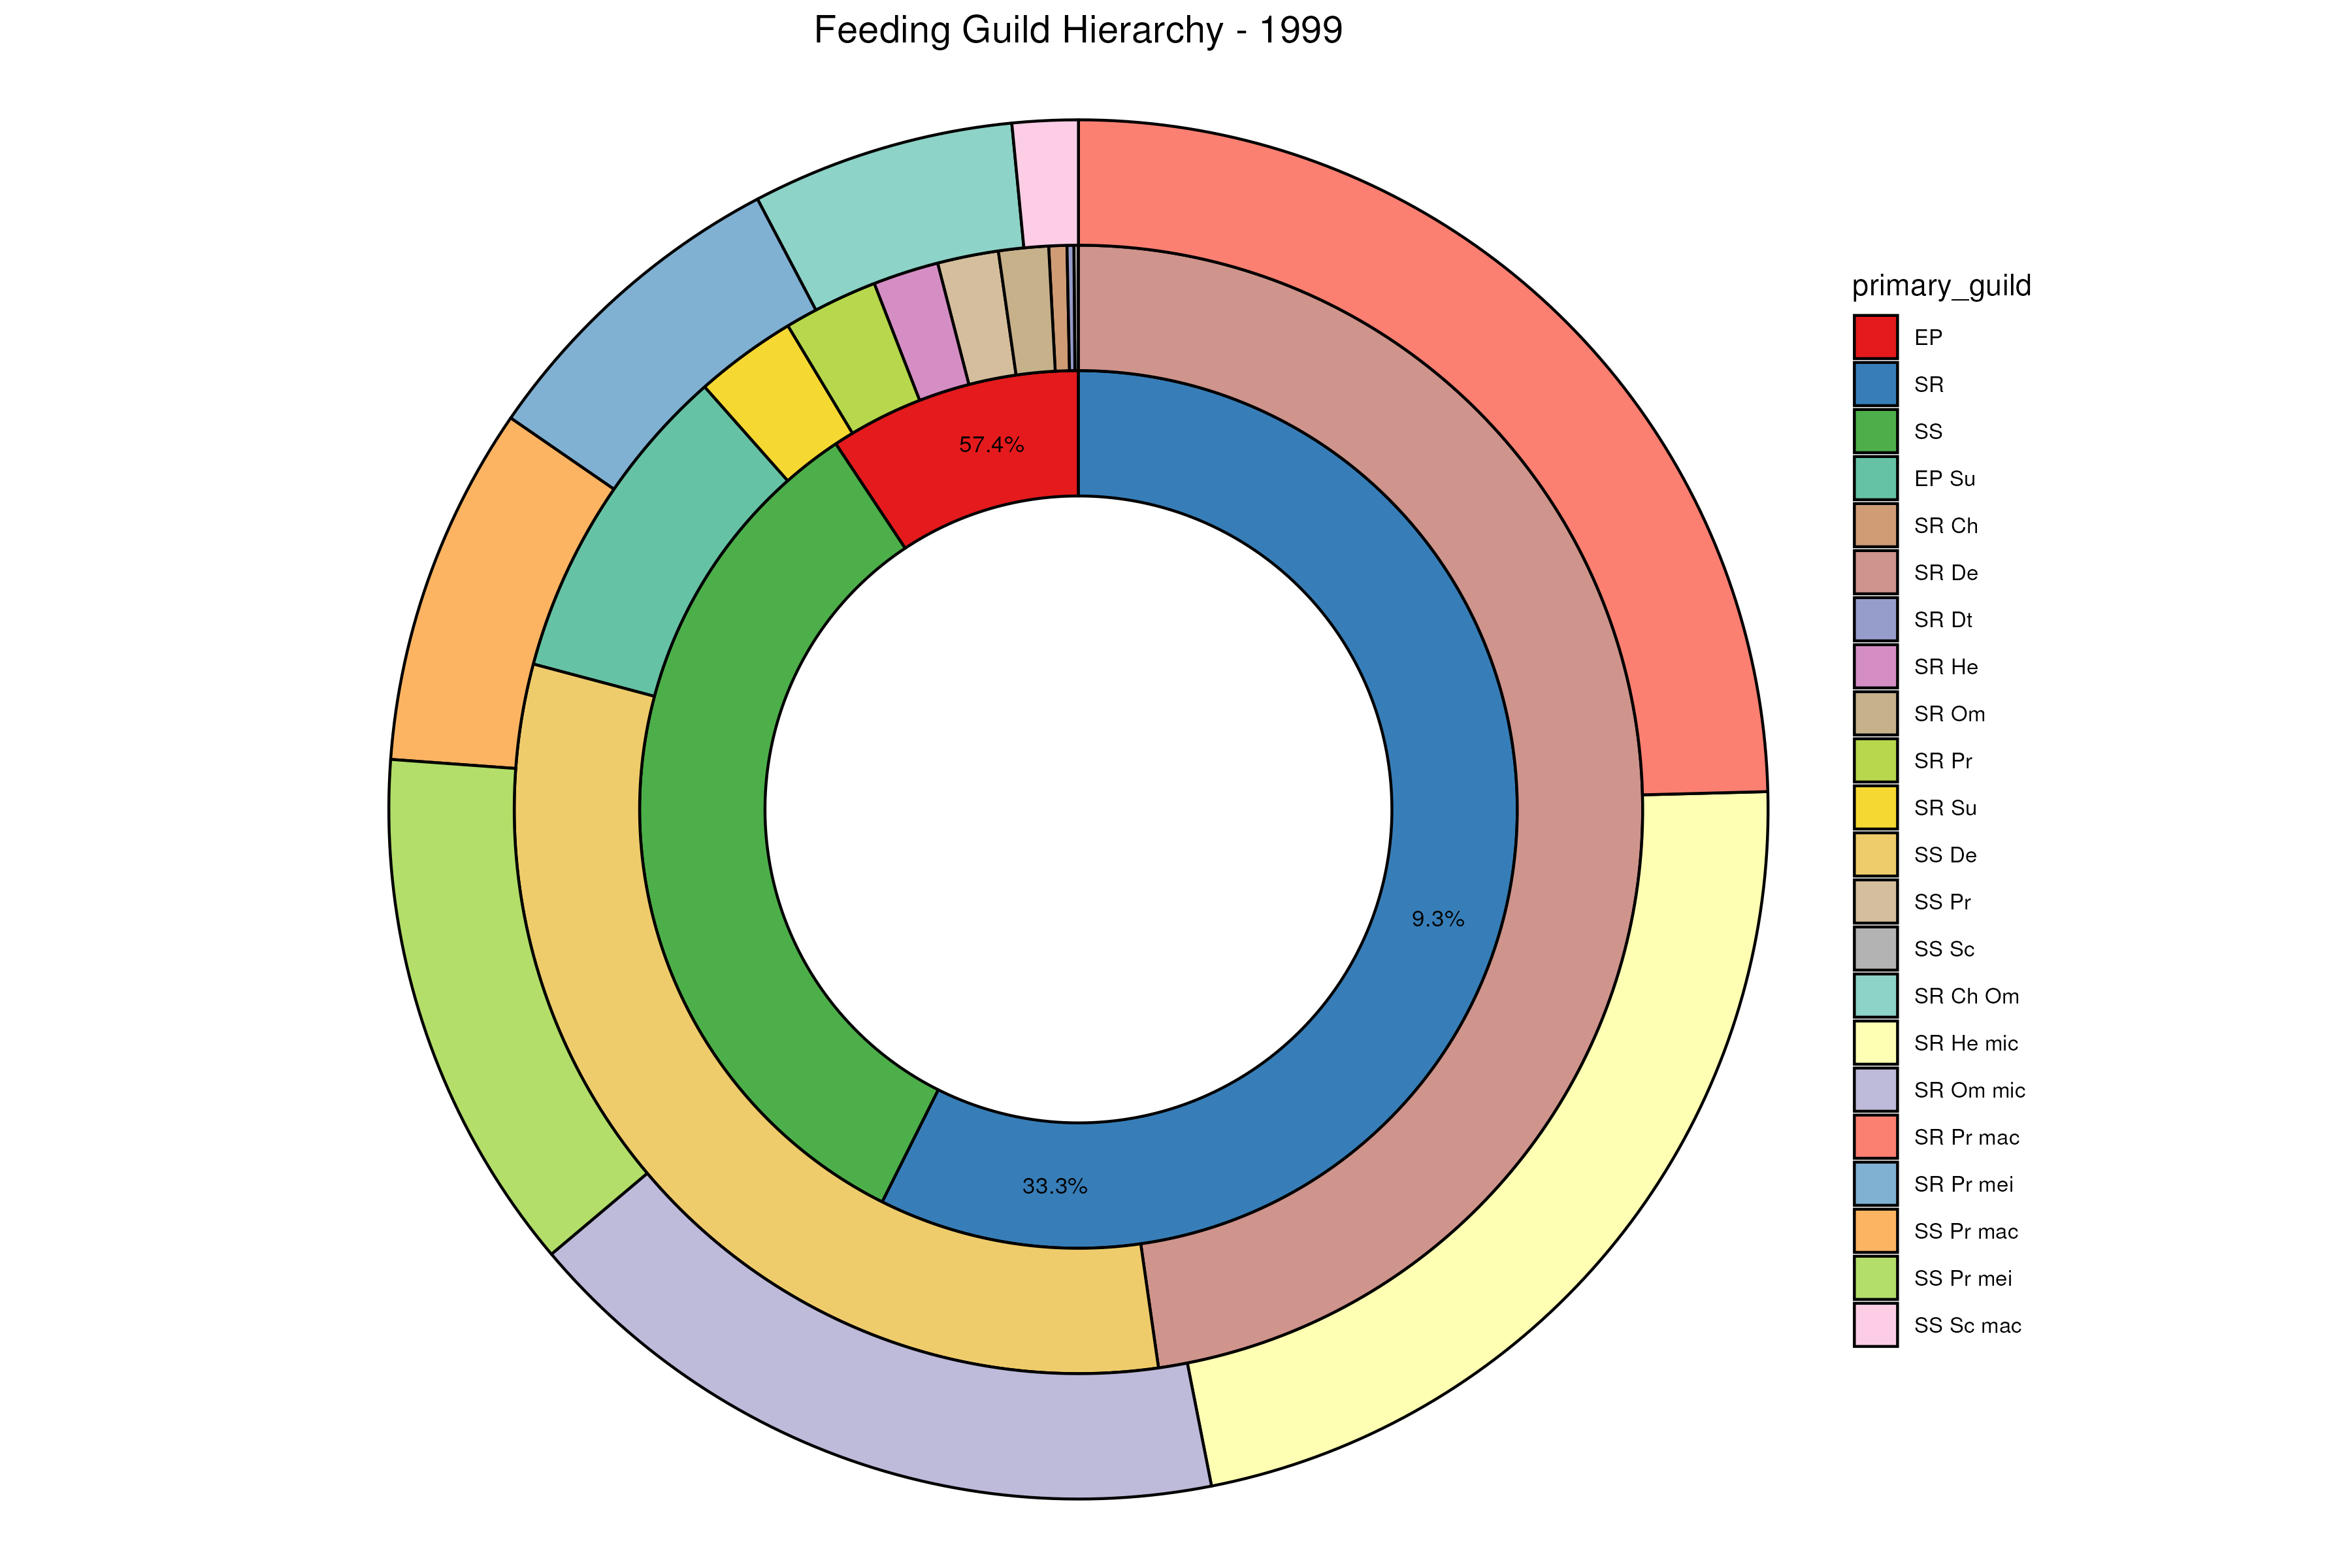 Feeding Guild Hierarchy - 1999
57.4%
9.3%
33.3%
primary_guild
EP
SR
SS
EP Su
SR Ch
SR De
SR Dt
SR He
SR Om
SR Pr
SR Su
SS De
SS Pr
SS Sc
SR Ch Om
SR He mic
SR Om mic
SR Pr mac
SR Pr mei
SS Pr mac
SS Pr mei
SS Sc mac